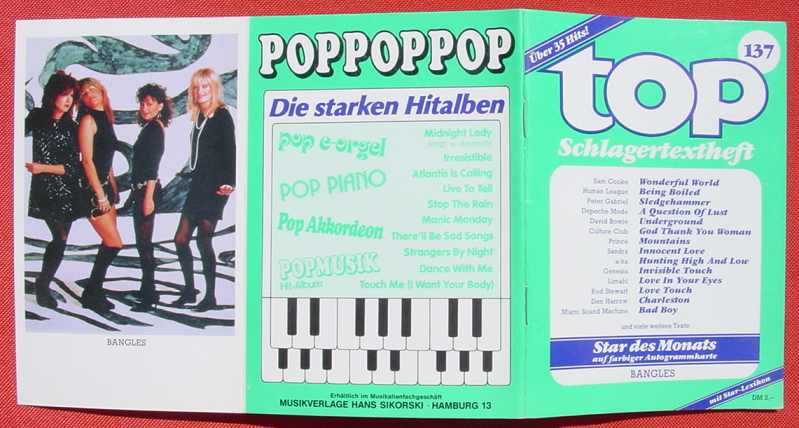 BANGLES
POPPOPPOP
Die starken Hitalben
pop e-orgel
POP PIANO
Pop Akkordeon
POPMUSIK
Hit-Album
Midnight Lady
Irresistible
Atlantis is Calling
Live To Tell
Stop The Rain
Manic Monday
There'll Be Sad Songs
Strangers By Night
Dance With Me
Touch Me (I Want Your Body)
Erhältlich im Musikalienfachgeschäft
MUSIKVERLAGE HANS SIKORSKI · HAMBURG 13
Über 35 Hits!
137
top
Schlagertextheft
Sam Cooke Wonderful World
Human League Being Boiled
Peter Gabriel Sledgehammer
Depeche Mode A Question Of Lust
David Bowie Underground
Culture Club God Thank You Woman
Prince Mountains
Sandra Innocent Love
a-ha Hunting High And Low
Genesis Invisible Touch
Limahl Love In Your Eyes
Rod Stewart Love Touch
Den Harrow Charleston
Miami Sound Machine Bad Boy
und viele weitere Texte
Star des Monats
auf farbiger Autogrammkarte
BANGLES
mit Star-Lexikon
DM 2,–